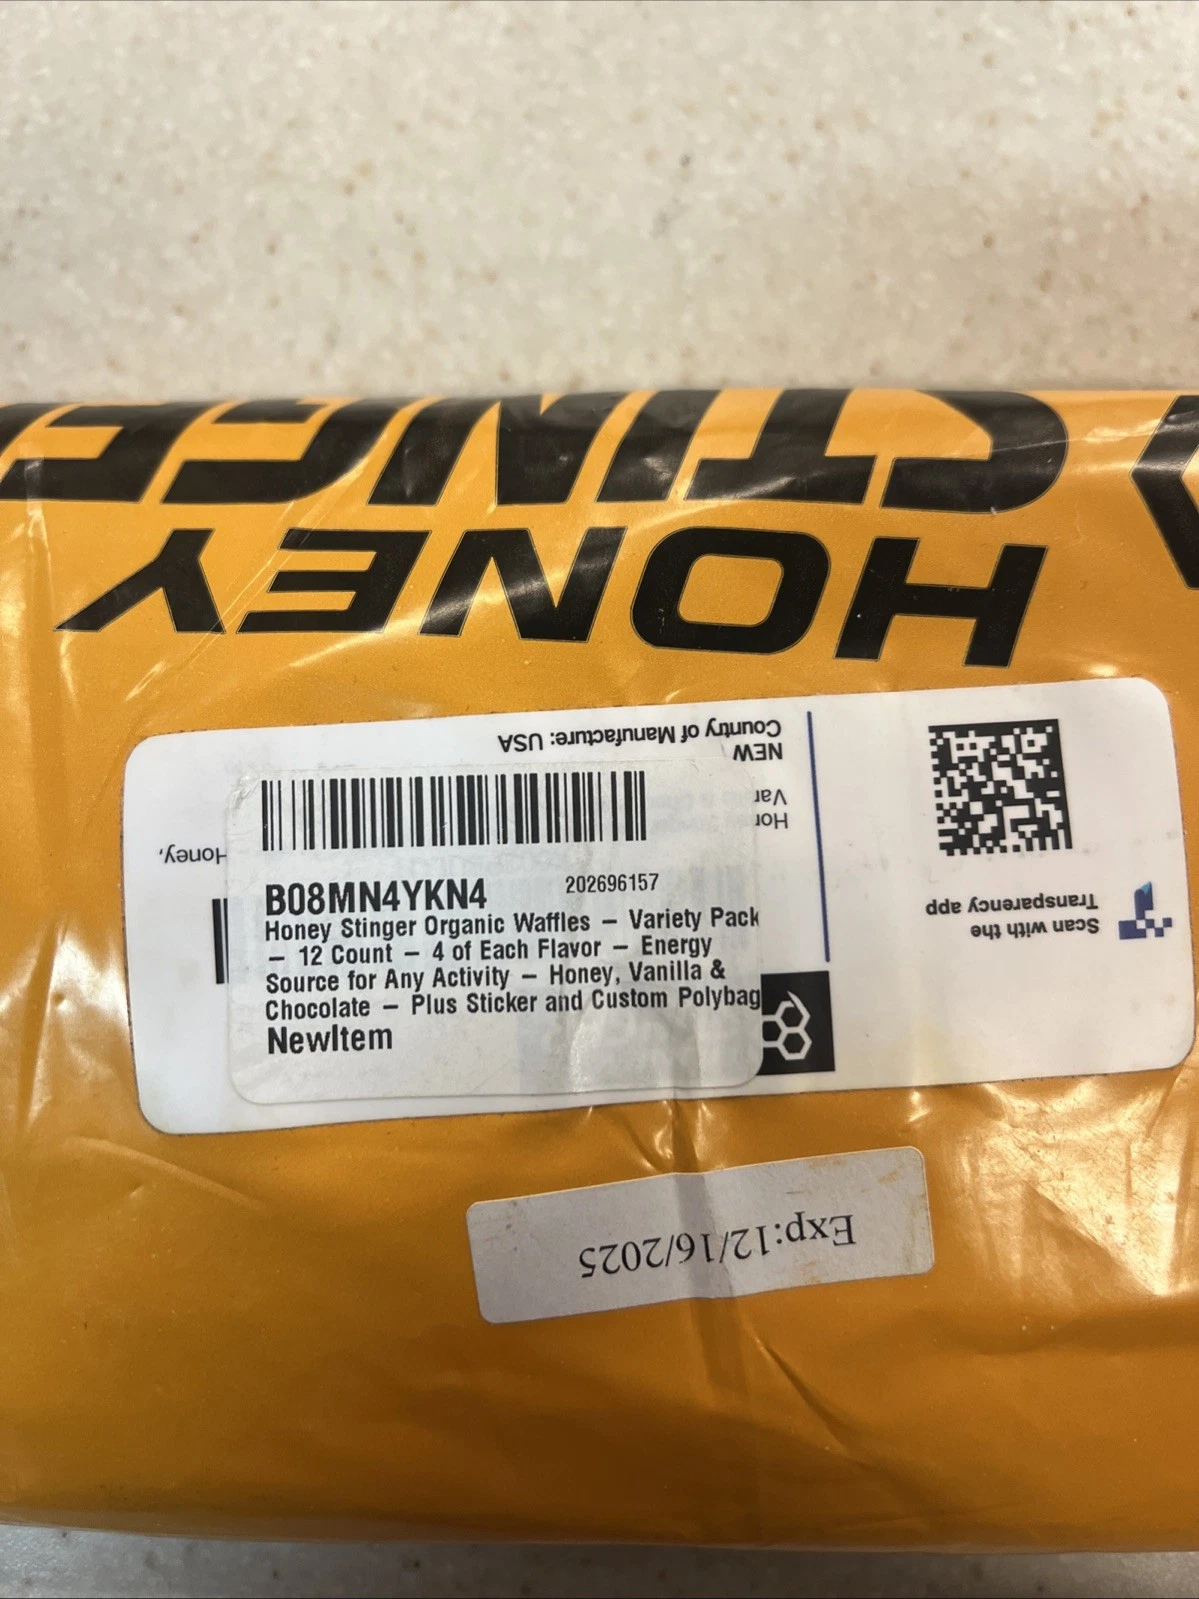 HONEY
STINGE
B08MN4YKN4 202696157
Honey Stinger Organic Waffles – Variety Pack
– 12 Count – 4 of Each Flavor – Energy
Source for Any Activity – Honey, Vanilla &
Chocolate – Plus Sticker and Custom Polybag
NewItem
Scan with the
Transparency app
Honey,
NEW
Country of Manufacture: USA
Exp:12/16/2025